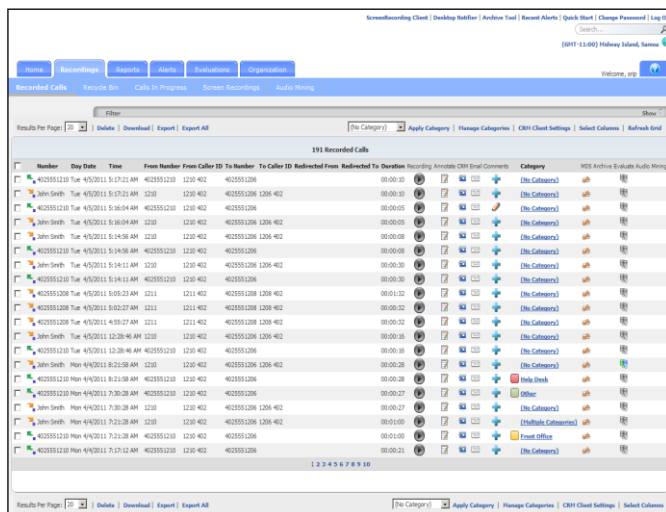 ScreenRecording Client | Desktop Notifier | Archive Tool | Recent Alerts | Quick Start | Change Password | Log O
Search...
(GMT-11:00) Midway Island, Samoa
Home Recordings Reports Alerts Evaluations Organization
Welcome, srp
Recorded Calls Recycle Bin Calls In Progress Screen Recordings Audio Mining
Filter Show
Results Per Page: 20 | Delete | Download | Export | Export All (No Category) Apply Category | Manage Categories | CRM Client Settings | Select Columns | Refresh Grid
191 Recorded Calls
Number Day Date Time From Number From Caller ID To Number To Caller ID Redirected From Redirected To Duration Recording Annotate CRM Email Comments Category MDS Archive Evaluate Audio Mining
4025551210 Tue 4/5/2011 5:17:21 AM 4025551210 1210 402 4025551206 00:00:10 (No Category)
John Smith Tue 4/5/2011 5:17:21 AM 1210 1210 402 4025551206 1206 402 00:00:10 (No Category)
4025551210 Tue 4/5/2011 5:16:04 AM 4025551210 1210 402 4025551206 00:00:05 (No Category)
John Smith Tue 4/5/2011 5:16:04 AM 1210 1210 402 4025551206 1206 402 00:00:05 (No Category)
John Smith Tue 4/5/2011 5:14:56 AM 1210 1210 402 4025551206 1206 402 00:00:08 (No Category)
4025551210 Tue 4/5/2011 5:14:56 AM 4025551210 1210 402 4025551206 00:00:08 (No Category)
John Smith Tue 4/5/2011 5:14:11 AM 1210 1210 402 4025551206 1206 402 00:00:30 (No Category)
4025551210 Tue 4/5/2011 5:14:11 AM 4025551210 1210 402 4025551206 00:00:30 (No Category)
4025551208 Tue 4/5/2011 5:05:23 AM 1211 1211 402 4025551208 1208 402 00:01:32 (No Category)
4025551208 Tue 4/5/2011 5:02:27 AM 1211 1211 402 4025551208 1208 402 00:00:32 (No Category)
4025551208 Tue 4/5/2011 4:55:27 AM 1211 1211 402 4025551208 1208 402 00:00:32 (No Category)
John Smith Tue 4/5/2011 12:28:46 AM 1210 1210 402 4025551206 1206 402 00:00:16 (No Category)
4025551210 Tue 4/5/2011 12:28:46 AM 4025551210 1210 402 4025551206 00:00:16 (No Category)
John Smith Mon 4/4/2011 8:21:58 AM 1210 1210 402 4025551206 1206 402 00:00:28 (No Category)
4025551210 Mon 4/4/2011 8:21:58 AM 4025551210 1210 402 4025551206 00:00:28 Help Desk
4025551210 Mon 4/4/2011 7:30:28 AM 4025551210 1210 402 4025551206 00:00:27 Other
John Smith Mon 4/4/2011 7:30:28 AM 1210 1210 402 4025551206 1206 402 00:00:27 (No Category)
John Smith Mon 4/4/2011 7:21:28 AM 1210 1210 402 4025551206 1206 402 00:01:00 (Multiple Categories)
4025551210 Mon 4/4/2011 7:21:28 AM 4025551210 1210 402 4025551206 00:01:00 Front Office
4025551210 Mon 4/4/2011 7:17:12 AM 4025551210 1210 402 4025551206 00:00:21 (No Category)
1 2 3 4 5 6 7 8 9 10
Results Per Page: 20 | Delete | Download | Export | Export All (No Category) Apply Category | Manage Categories | CRM Client Settings | Select Columns